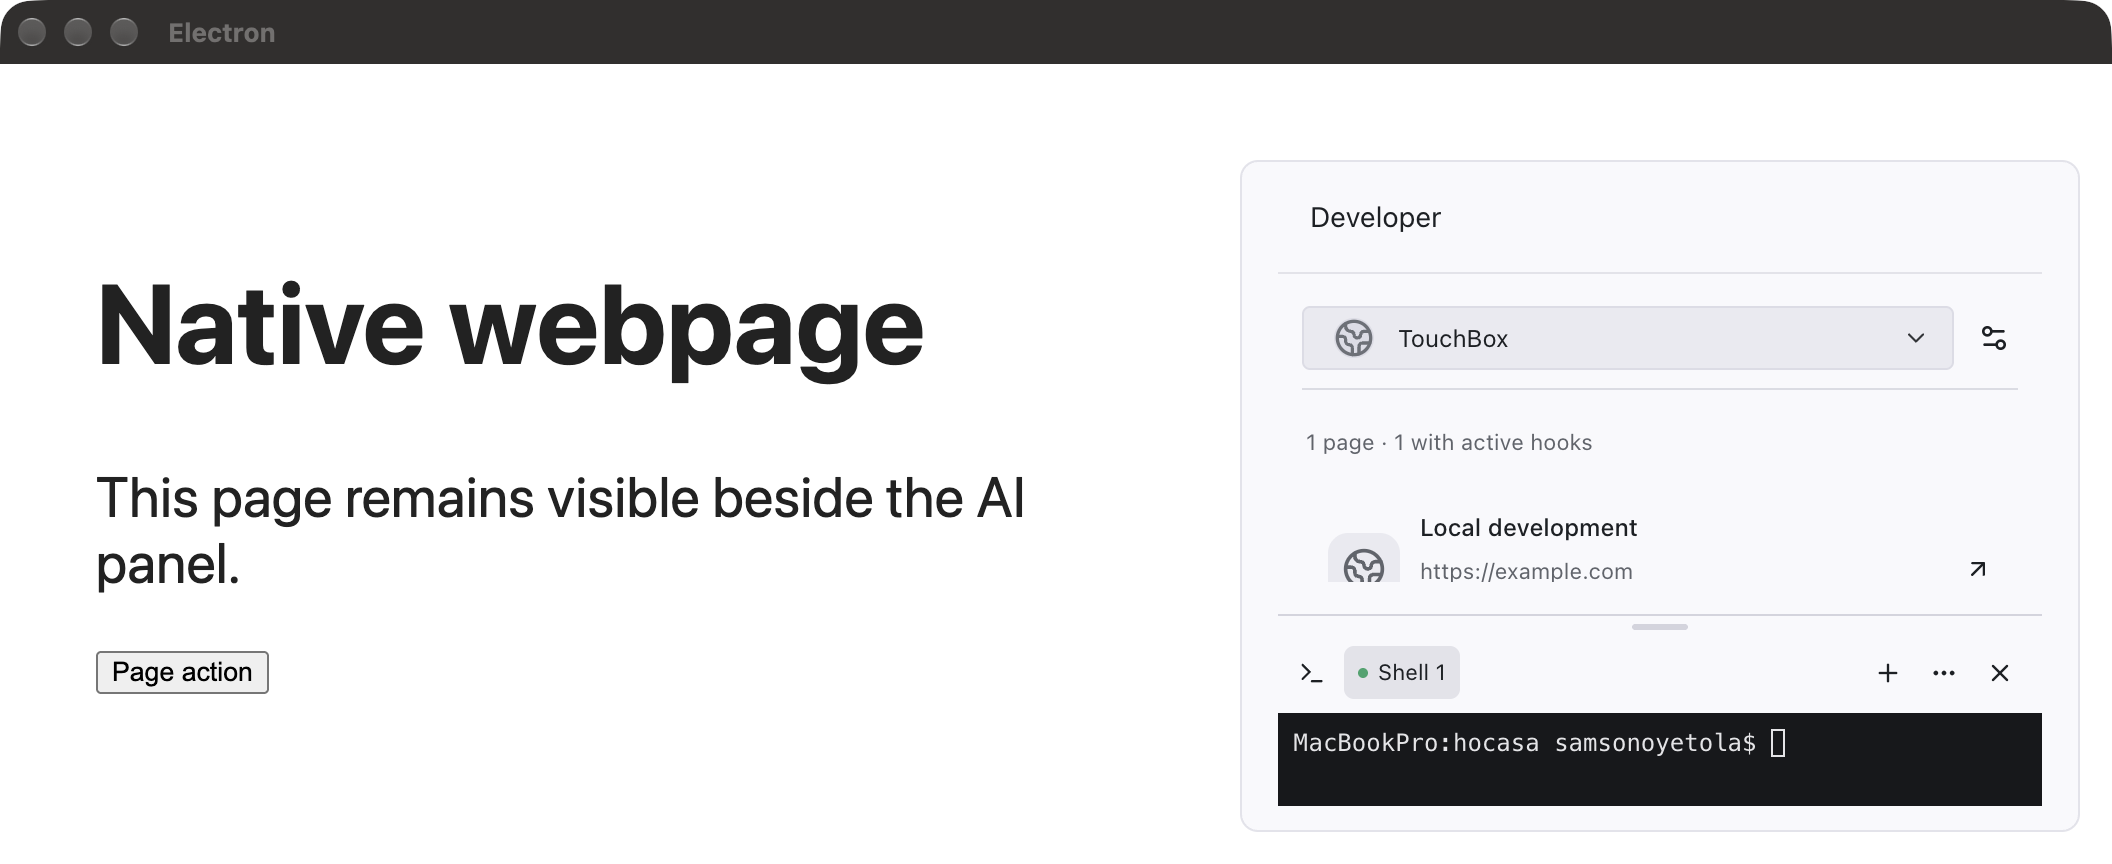 Electron
Native webpage
This page remains visible beside the AI
panel.
Page action
Developer
TouchBox
1 page · 1 with active hooks
Local development
https://example.com
Shell 1
MacBookPro:hocasa samsonoyetola$